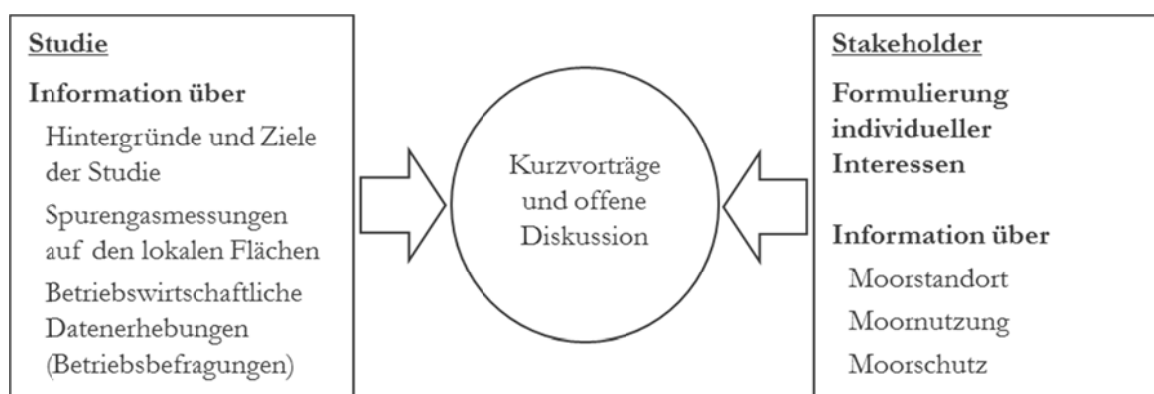 Studie
Information über
Hintergründe und Ziele
der Studie
Spurengasmessungen
auf den lokalen Flächen
Betriebswirtschaftliche
Datenerhebungen
(Betriebsbefragungen)
Kurzvorträge
und offene
Diskussion
Stakeholder
Formulierung
individueller
Interessen
Information über
Moorstandort
Moornutzung
Moorschutz